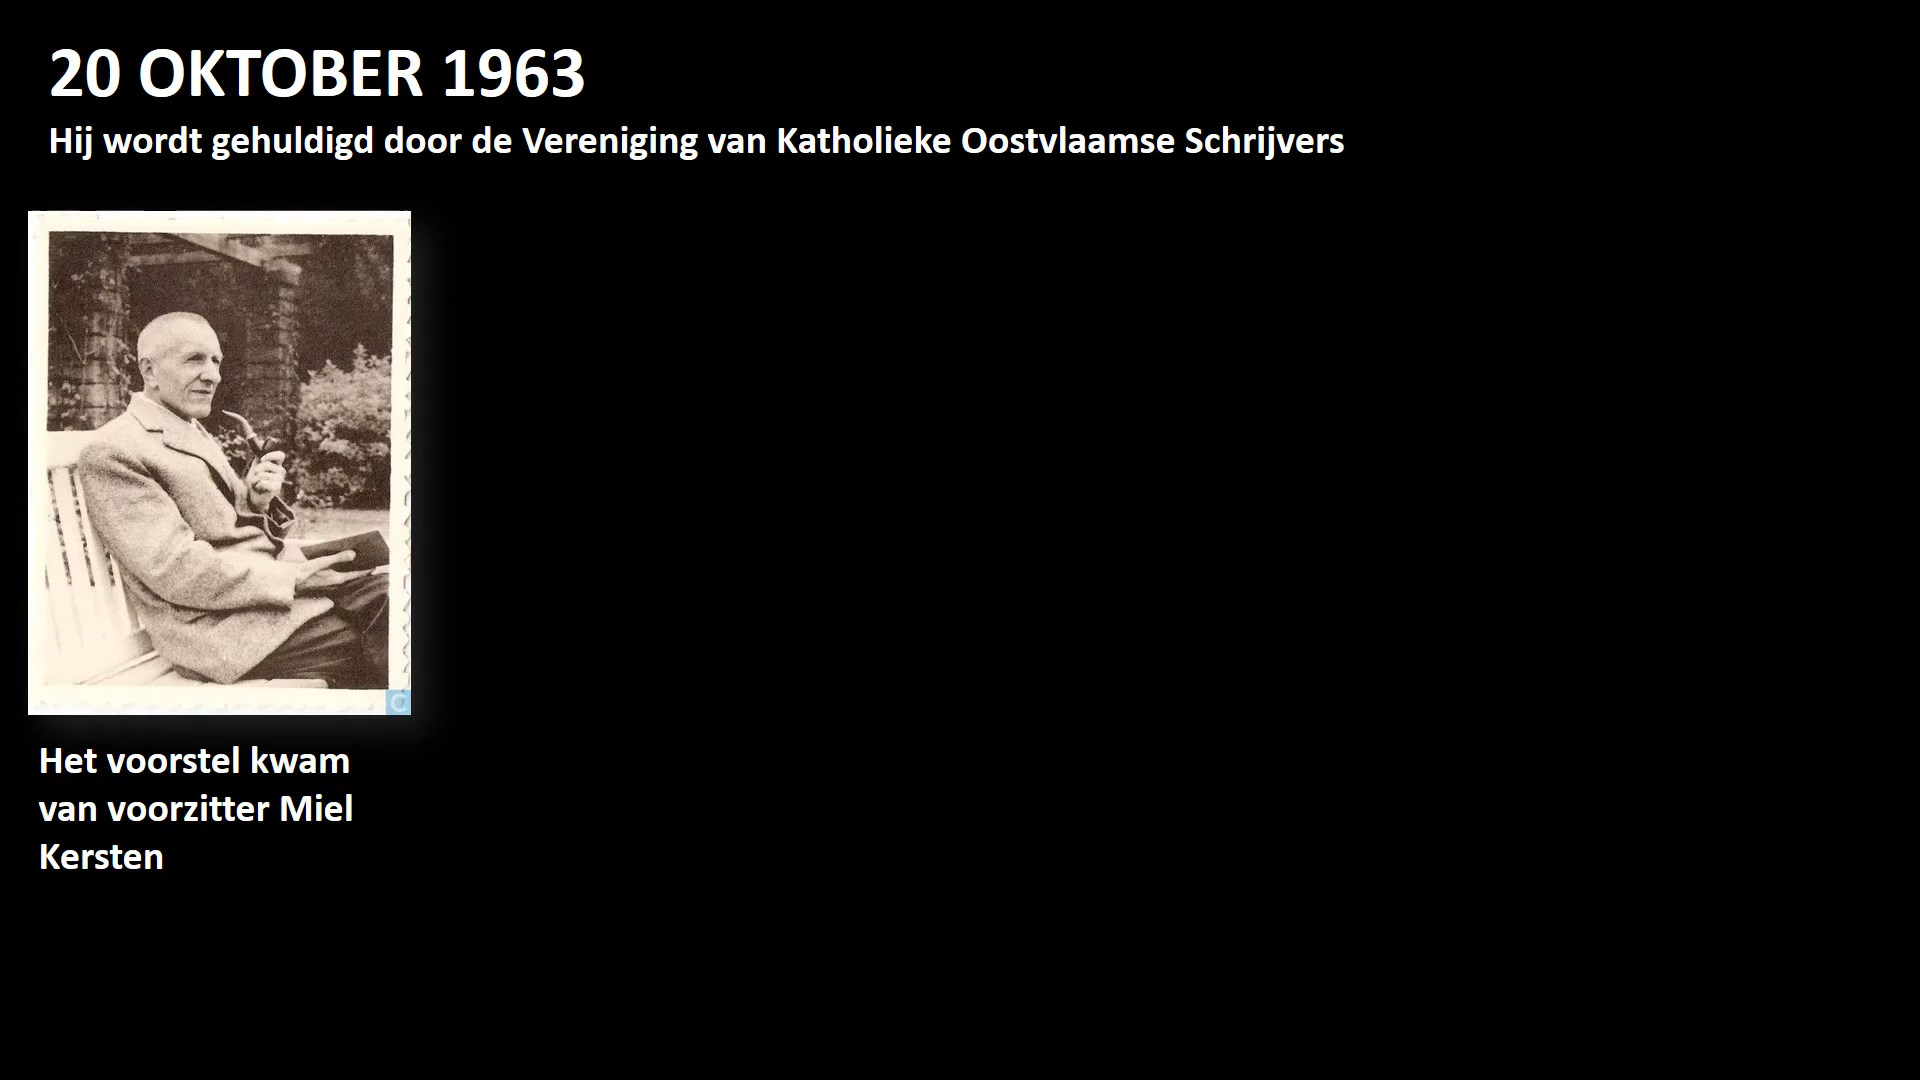 20 OKTOBER 1963
Hij wordt gehuldigd door de Vereniging van Katholieke Oostvlaamse Schrijvers
C
Het voorstel kwam
van voorzitter Miel
Kersten